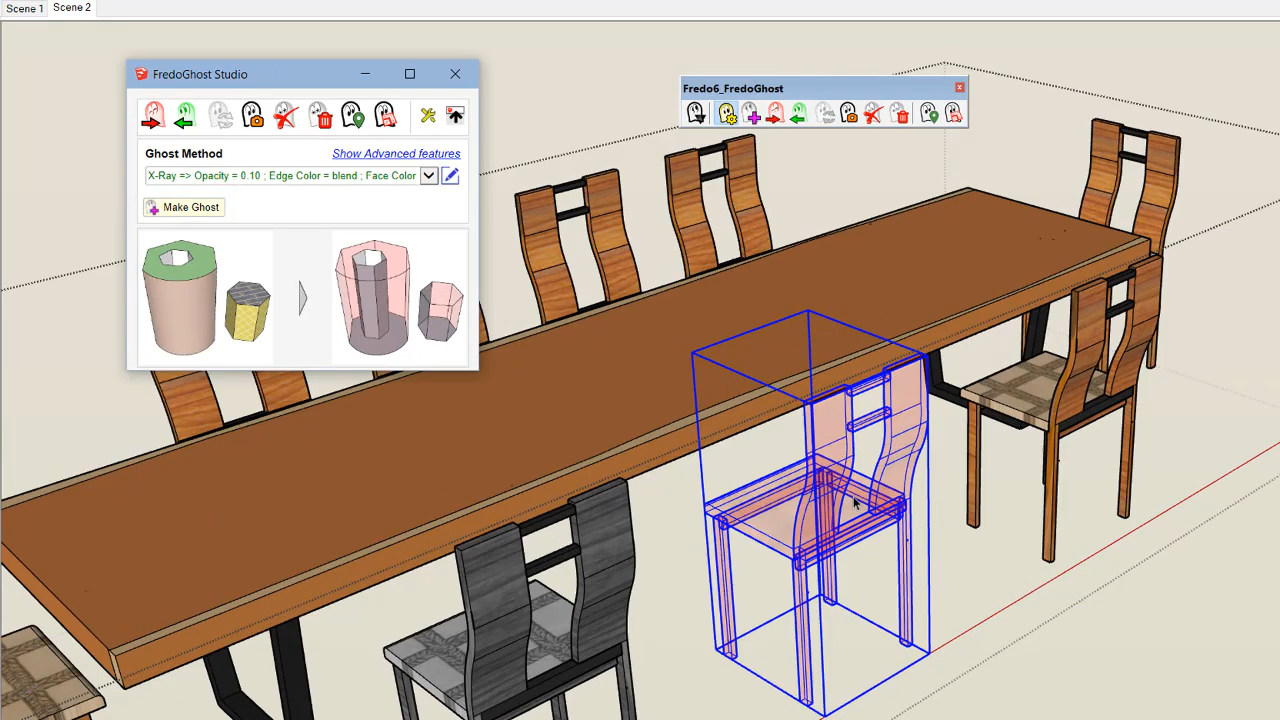 Scene 1
Scene 2
FredoGhost Studio
Ghost Method
Show Advanced features
X-Ray => Opacity = 0.10 ; Edge Color = blend ; Face Color
Make Ghost
Fredo6_FredoGhost